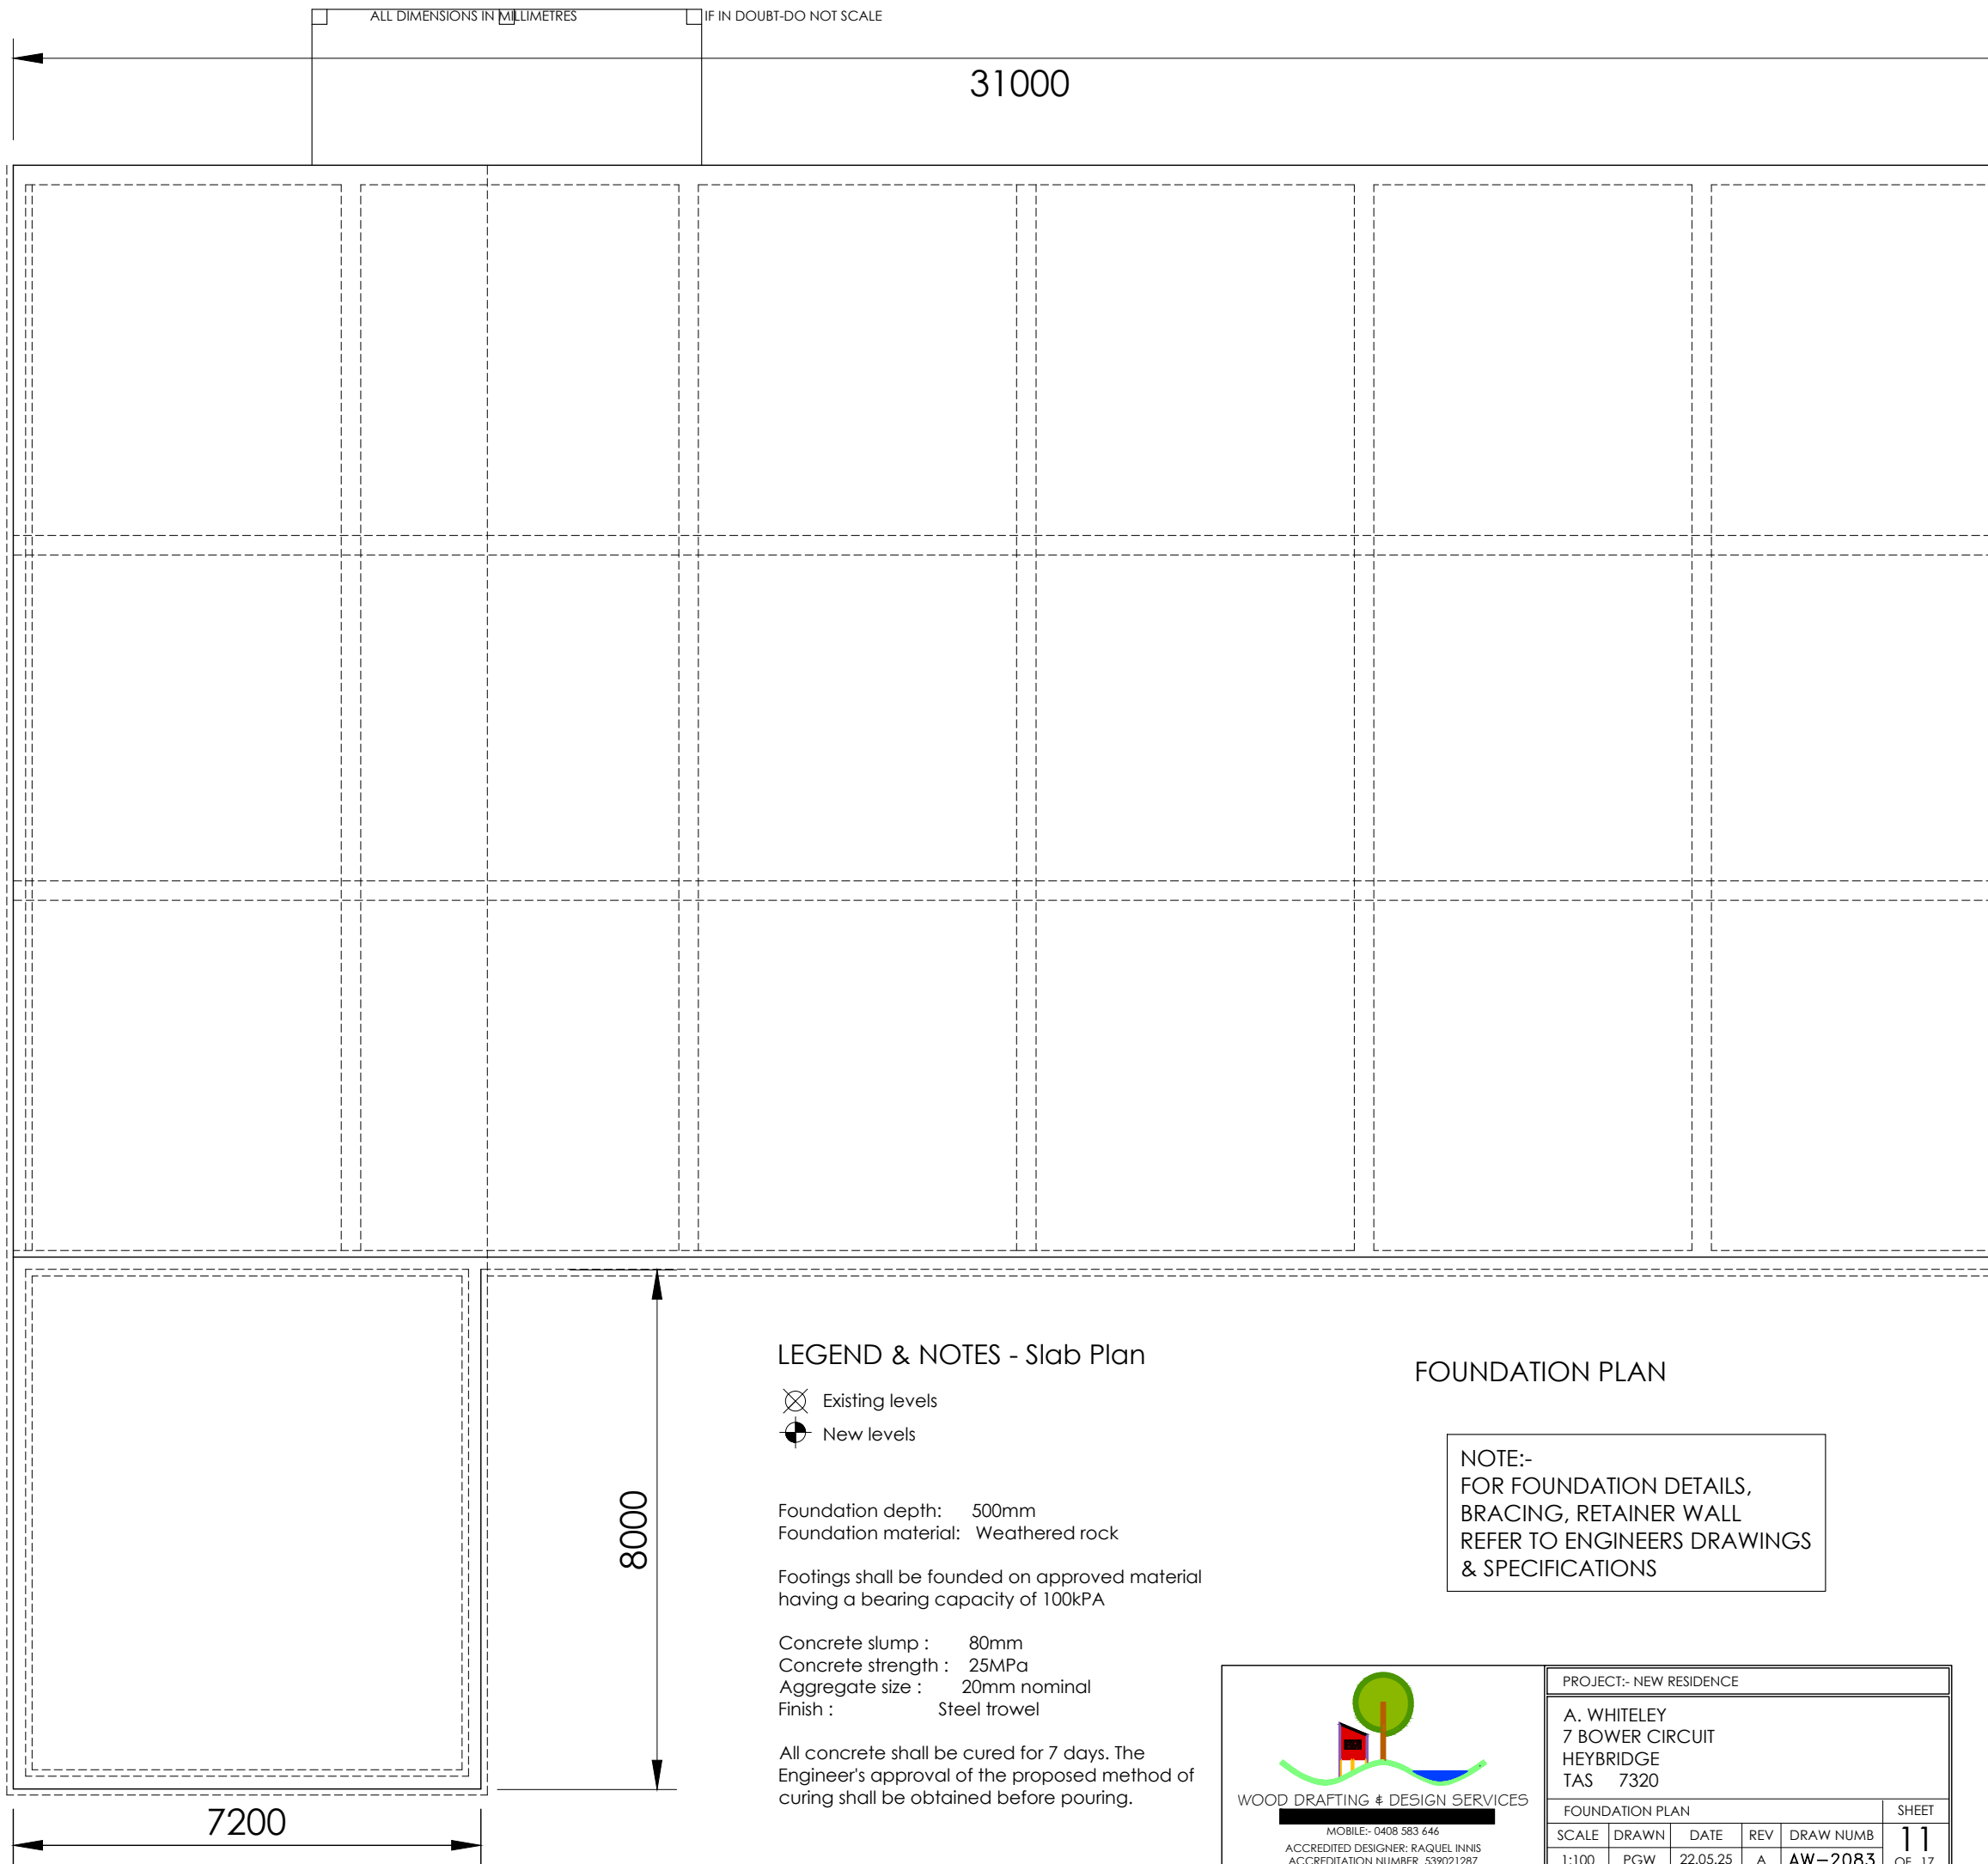 ALL DIMENSIONS IN MILLIMETRES
IF IN DOUBT-DO NOT SCALE
31000
8000
7200
LEGEND & NOTES - Slab Plan
Existing levels
New levels
Foundation depth: 500mm
Foundation material: Weathered rock
Footings shall be founded on approved material
having a bearing capacity of 100kPA
Concrete slump : 80mm
Concrete strength : 25MPa
Aggregate size : 20mm nominal
Finish : Steel trowel
All concrete shall be cured for 7 days. The
Engineer's approval of the proposed method of
curing shall be obtained before pouring.
FOUNDATION PLAN
NOTE:-
FOR FOUNDATION DETAILS,
BRACING, RETAINER WALL
REFER TO ENGINEERS DRAWINGS
& SPECIFICATIONS
WOOD DRAFTING & DESIGN SERVICES
MOBILE:- 0408 583 646
ACCREDITED DESIGNER: RAQUEL INNIS
ACCREDITATION NUMBER 539021287
PROJECT:- NEW RESIDENCE
A. WHITELEY
7 BOWER CIRCUIT
HEYBRIDGE
TAS 7320
FOUNDATION PLAN SHEET
SCALE DRAWN DATE REV DRAW NUMB 11
1:100 PGW 22.05.25 A AW-2083 OF 17